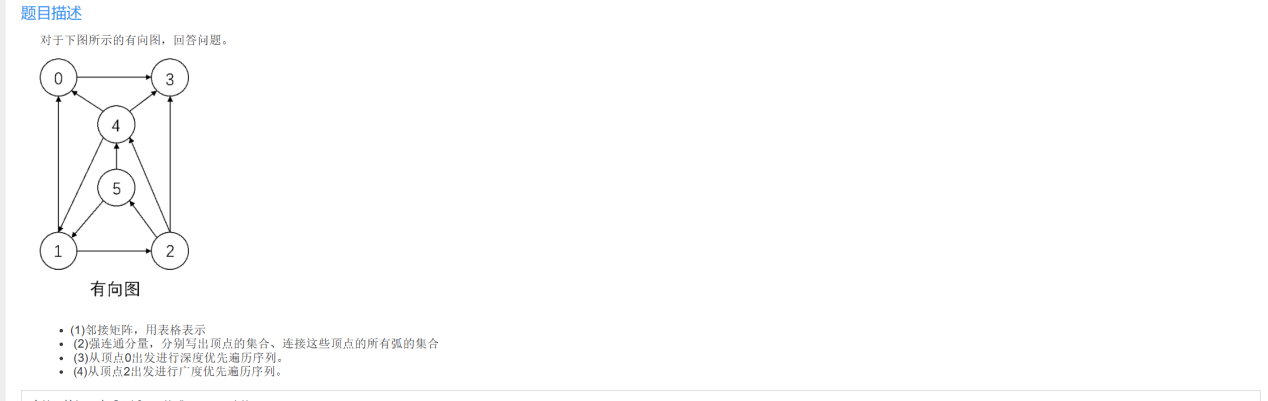 题目描述
对于下图所示的有向图，回答问题。
0 3
4
5
1 2
有向图
(1)邻接矩阵，用表格表示
(2)强连通分量，分别写出顶点的集合、连接这些顶点的所有弧的集合
(3)从顶点0出发进行深度优先遍历序列。
(4)从顶点2出发进行广度优先遍历序列。